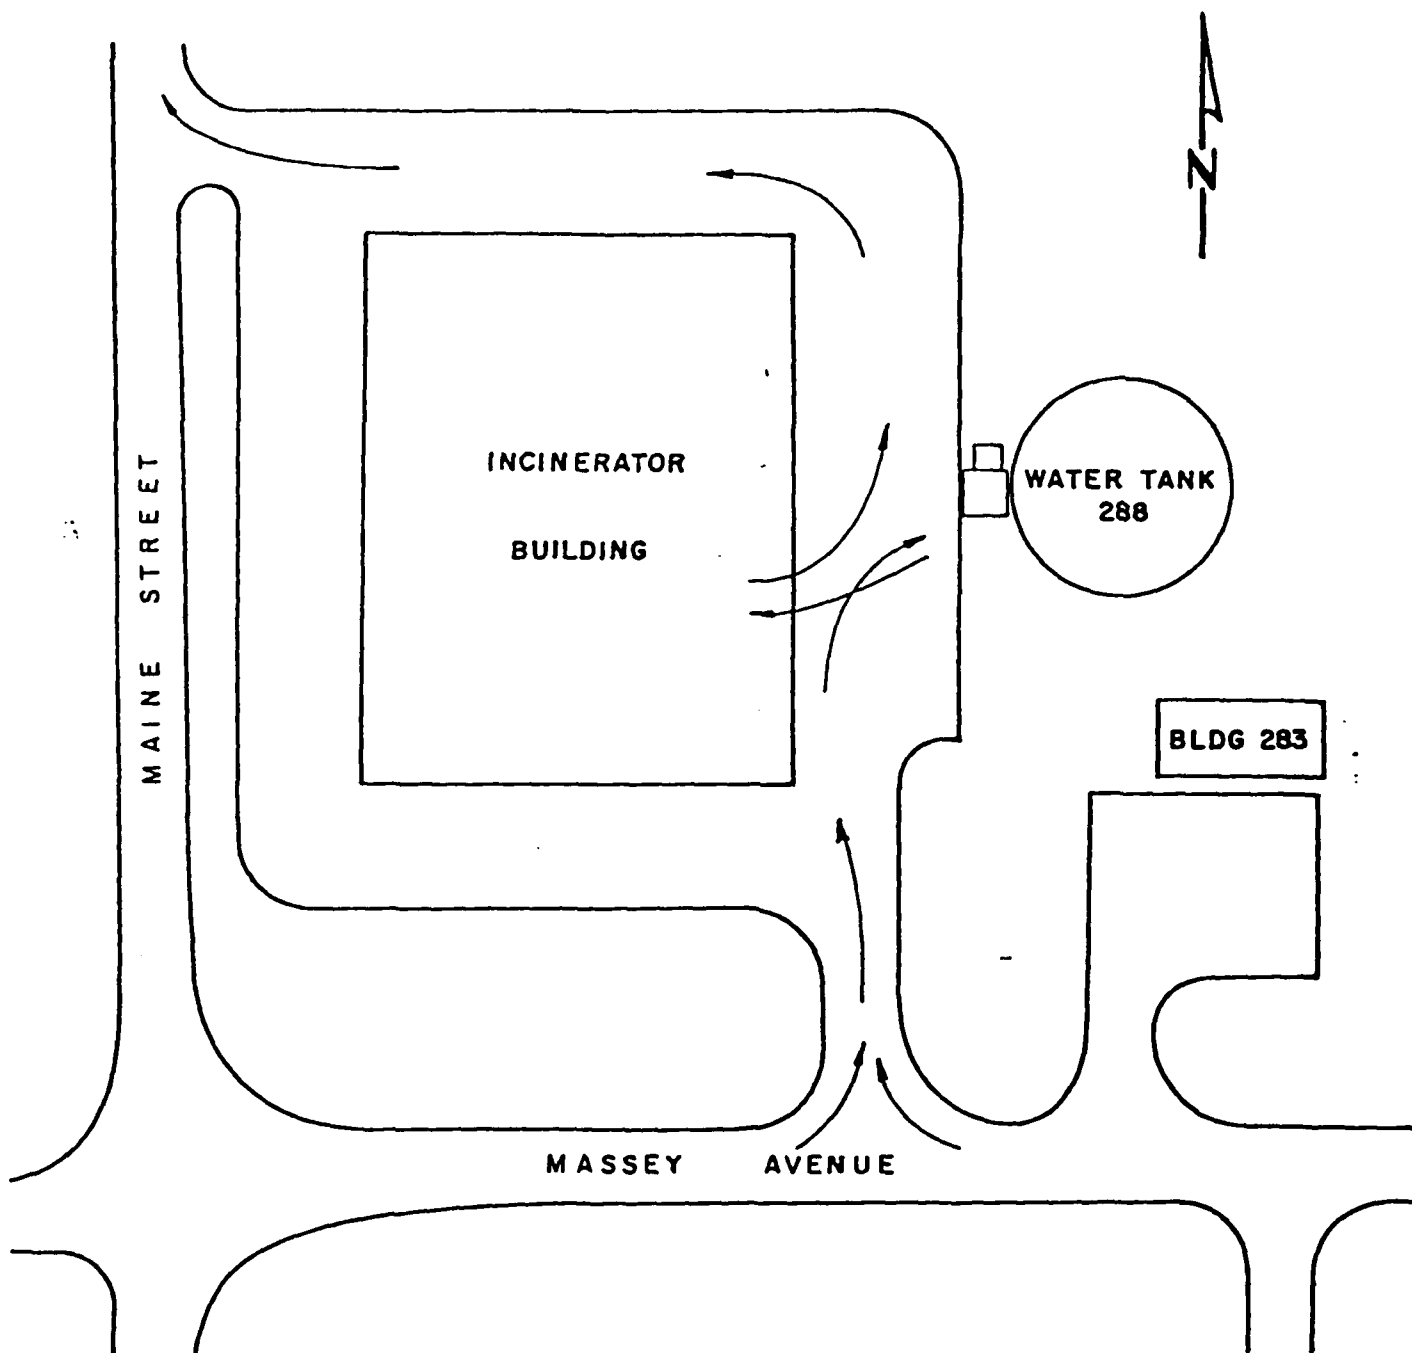 N
INCINERATOR
BUILDING
WATER TANK
288
MAINE STREET
BLDG 283
MASSEY AVENUE